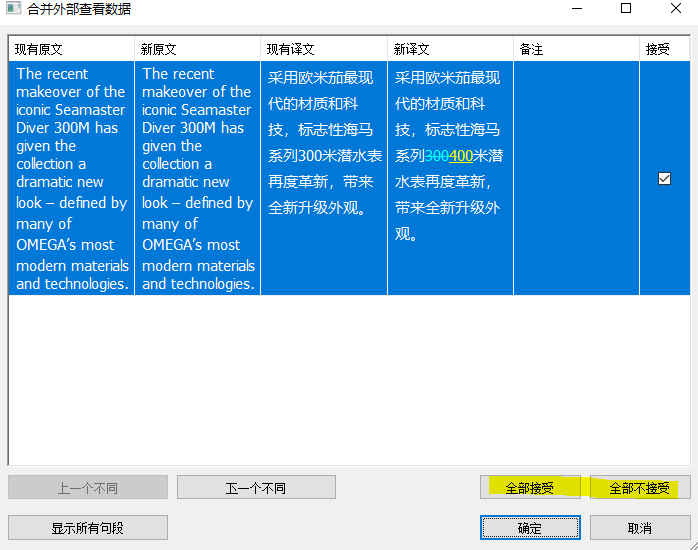 合并外部查看数据
现有原文 新原文 现有译文 新译文 备注 接受
The recent
makeover of the
iconic Seamaster
Diver 300M has
given the
collection a
dramatic new
look – defined by
many of
OMEGA's most
modern materials
and technologies.
The recent
makeover of the
iconic Seamaster
Diver 300M has
given the
collection a
dramatic new
look – defined by
many of
OMEGA's most
modern materials
and technologies.
采用欧米茄最现
代的材质和科
技，标志性海马
系列300米潜水表
再度革新，带来
全新升级外观。
采用欧米茄最现
代的材质和科
技，标志性海马
系列300400米潜
水表再度革新，
带来全新升级外
观。
上一个不同 下一个不同 全部接受 全部不接受
显示所有句段 确定 取消